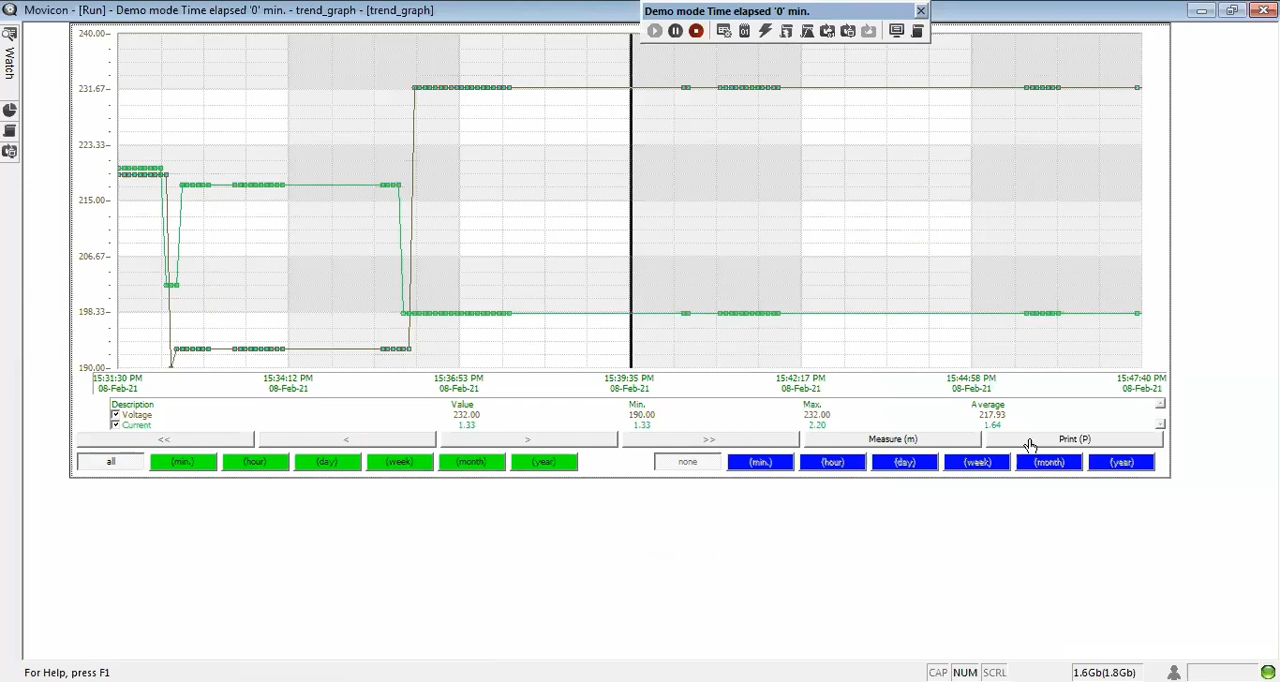 Movicon - [Run] - Demo mode Time elapsed '0' min. - trend_graph - [trend_graph]
Demo mode Time elapsed '0' min.
Watch
240.00
231.67
223.33
215.00
206.67
198.33
190.00
15:31:30 PM 15:34:12 PM 15:36:53 PM 15:39:35 PM 15:42:17 PM 15:44:58 PM 15:47:40 PM
08-Feb-21 08-Feb-21 08-Feb-21 08-Feb-21 08-Feb-21 08-Feb-21 08-Feb-21
Description Value Min. Max. Average
Voltage 232.00 190.00 232.00 217.93
Current 1.33 1.33 2.20 1.64
<< < > >> Measure (m) Print (P)
all (min.) (hour) (day) (week) (month) (year) none (min.) (hour) (day) (week) (month) (year)
For Help, press F1 CAP NUM SCRL 1.6Gb(1.8Gb)